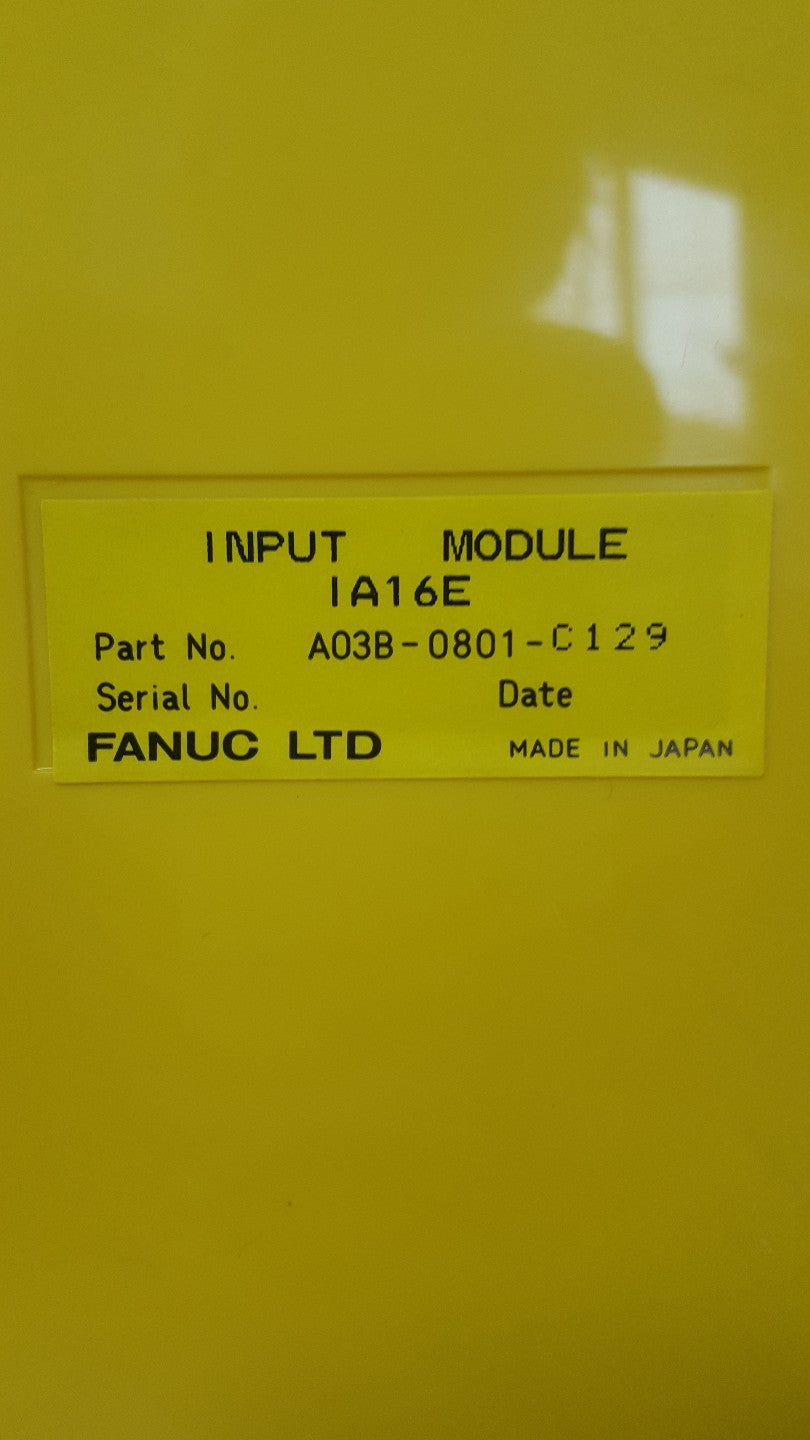 INPUT MODULE
IA16E
Part No. A03B-0801-C129
Serial No. Date
FANUC LTD MADE IN JAPAN